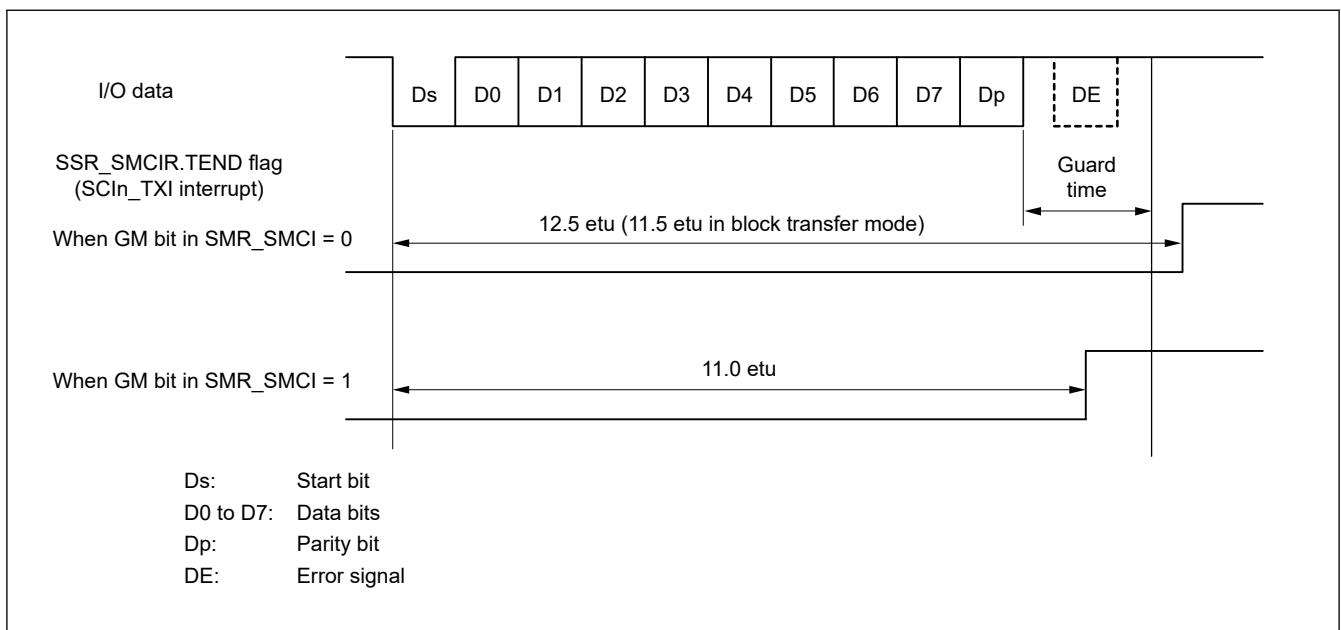 I/O data
Ds D0 D1 D2 D3 D4 D5 D6 D7 Dp DE
SSR_SMCIR.TEND flag
(SCIn_TXI interrupt)
Guard
time
When GM bit in SMR_SMCI = 0
12.5 etu (11.5 etu in block transfer mode)
When GM bit in SMR_SMCI = 1
11.0 etu
Ds: Start bit
D0 to D7: Data bits
Dp: Parity bit
DE: Error signal